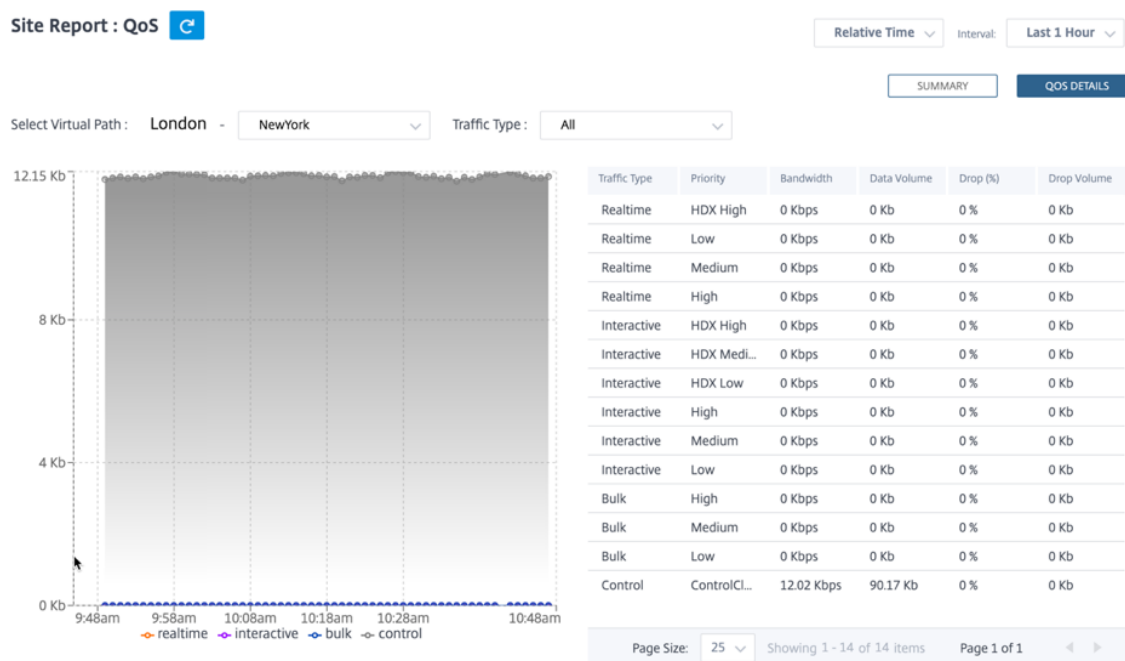 Site Report : QoS
Relative Time Interval: Last 1 Hour
SUMMARY QOS DETAILS
Select Virtual Path : London - NewYork Traffic Type : All
12.15 Kb
8 Kb
4 Kb
0 Kb
9:48am 9:58am 10:08am 10:18am 10:28am 10:48am
realtime interactive bulk control
Traffic Type Priority Bandwidth Data Volume Drop (%) Drop Volume
Realtime HDX High 0 Kbps 0 Kb 0 % 0 Kb
Realtime Low 0 Kbps 0 Kb 0 % 0 Kb
Realtime Medium 0 Kbps 0 Kb 0 % 0 Kb
Realtime High 0 Kbps 0 Kb 0 % 0 Kb
Interactive HDX High 0 Kbps 0 Kb 0 % 0 Kb
Interactive HDX Medi... 0 Kbps 0 Kb 0 % 0 Kb
Interactive HDX Low 0 Kbps 0 Kb 0 % 0 Kb
Interactive High 0 Kbps 0 Kb 0 % 0 Kb
Interactive Medium 0 Kbps 0 Kb 0 % 0 Kb
Interactive Low 0 Kbps 0 Kb 0 % 0 Kb
Bulk High 0 Kbps 0 Kb 0 % 0 Kb
Bulk Medium 0 Kbps 0 Kb 0 % 0 Kb
Bulk Low 0 Kbps 0 Kb 0 % 0 Kb
Control ControlCl... 12.02 Kbps 90.17 Kb 0 % 0 Kb
Page Size: 25 Showing 1 - 14 of 14 items Page 1 of 1